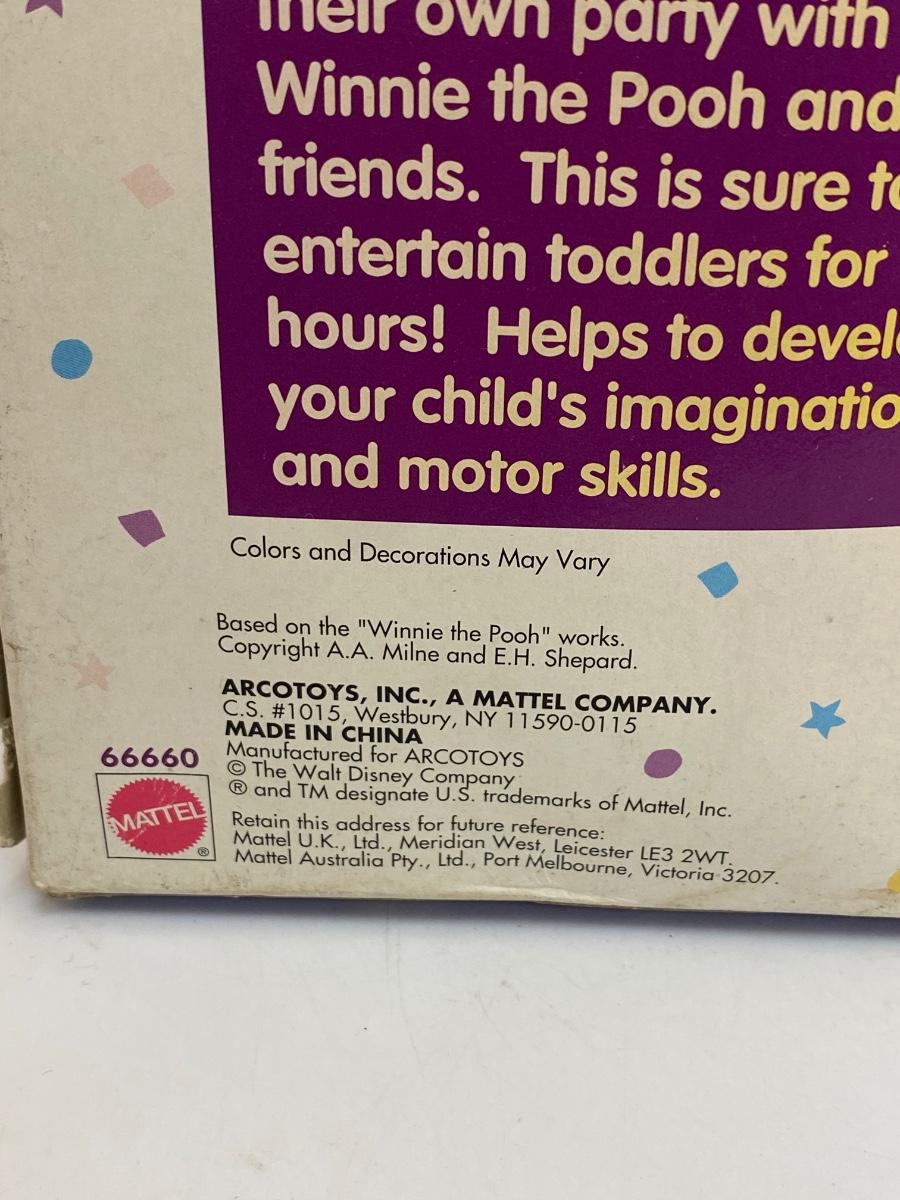 their own party with
Winnie the Pooh and
friends. This is sure to
entertain toddlers for
hours! Helps to devel
your child's imaginatio
and motor skills.
Colors and Decorations May Vary
Based on the "Winnie the Pooh" works.
Copyright A.A. Milne and E.H. Shepard.
ARCOTOYS, INC., A MATTEL COMPANY.
C.S. #1015, Westbury, NY 11590-0115
MADE IN CHINA
Manufactured for ARCOTOYS
© The Walt Disney Company
® and TM designate U.S. trademarks of Mattel, Inc.
Retain this address for future reference:
Mattel U.K., Ltd., Meridian West, Leicester LE3 2WT.
Mattel Australia Pty., Ltd., Port Melbourne, Victoria 3207.
66660
MATTEL
®